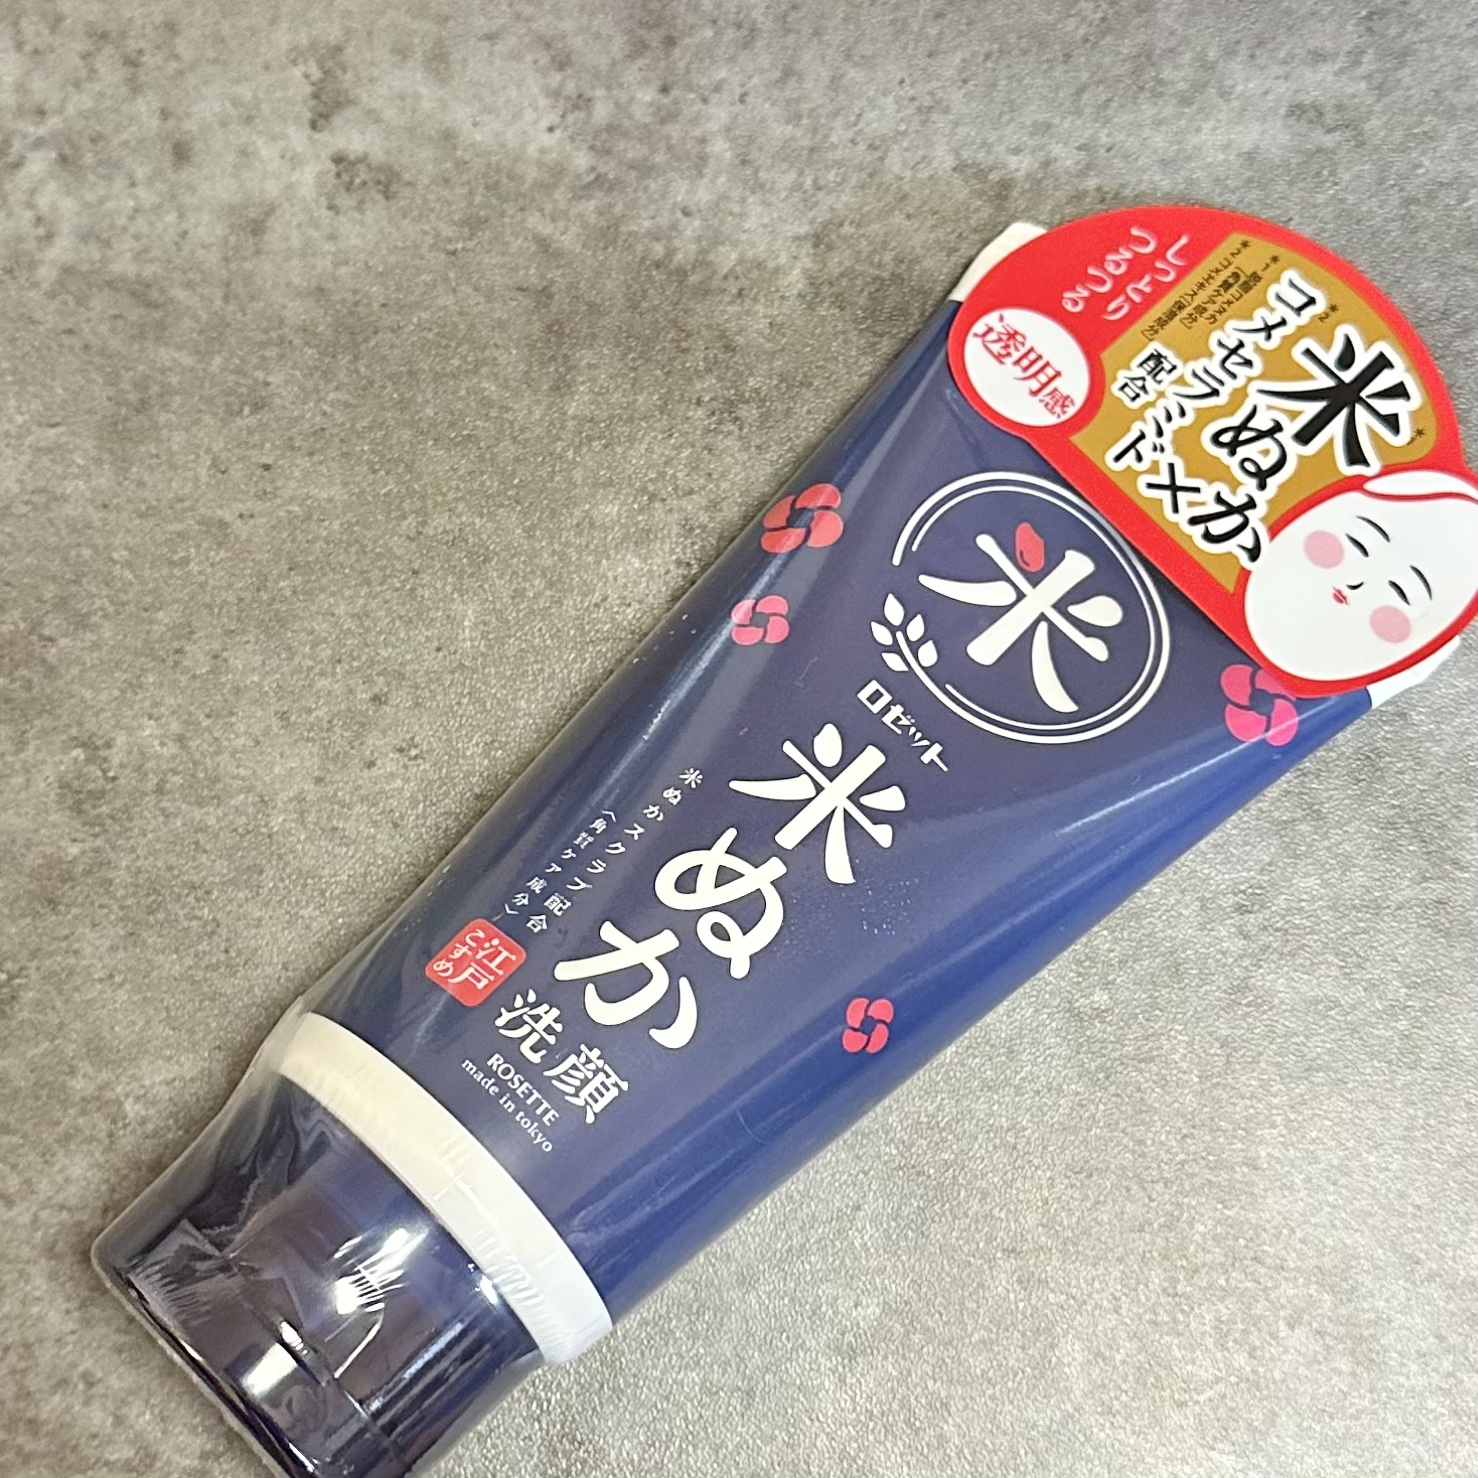 しっとり
つるつる
透明感
米ぬか×
コメセラミド
配合
米
ロゼット
米ぬか
洗顔
米ぬかスクラブ配合
〈角質ケア成分〉
江戸
こすめ
ROSETTE
made in tokyo